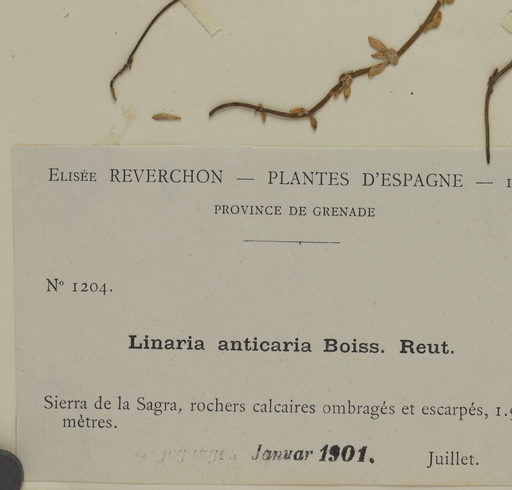 Elisée REVERCHON — PLANTES D'ESPAGNE —
PROVINCE DE GRENADE
Nº 1204.
Linaria anticaria Boiss. Reut.
Sierra de la Sagra, rochers calcaires ombragés et escarpés,
mètres.
Januar 1901.
Juillet.